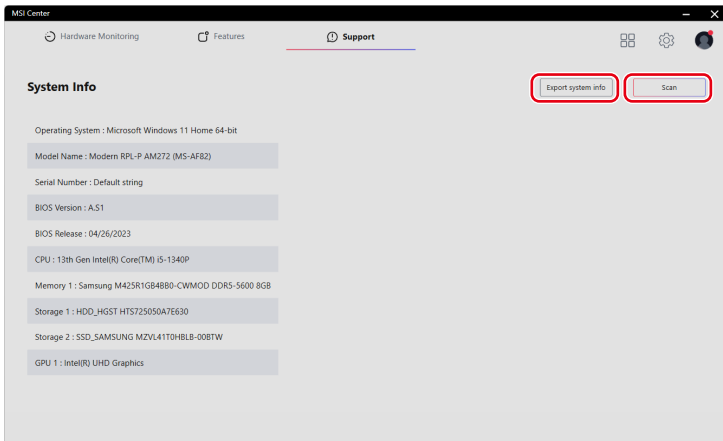 MSI Center
Hardware Monitoring
Features
Support
System Info
Export system info
Scan
Operating System : Microsoft Windows 11 Home 64-bit
Model Name : Modern RPL-P AM272 (MS-AF82)
Serial Number : Default string
BIOS Version : A.S1
BIOS Release : 04/26/2023
CPU : 13th Gen Intel(R) Core(TM) i5-1340P
Memory 1 : Samsung M425R1GB4BB0-CWMOD DDR5-5600 8GB
Storage 1 : HDD_HGST HTS725050A7E630
Storage 2 : SSD_SAMSUNG MZVL41T0HBLB-00BTW
GPU 1 : Intel(R) UHD Graphics